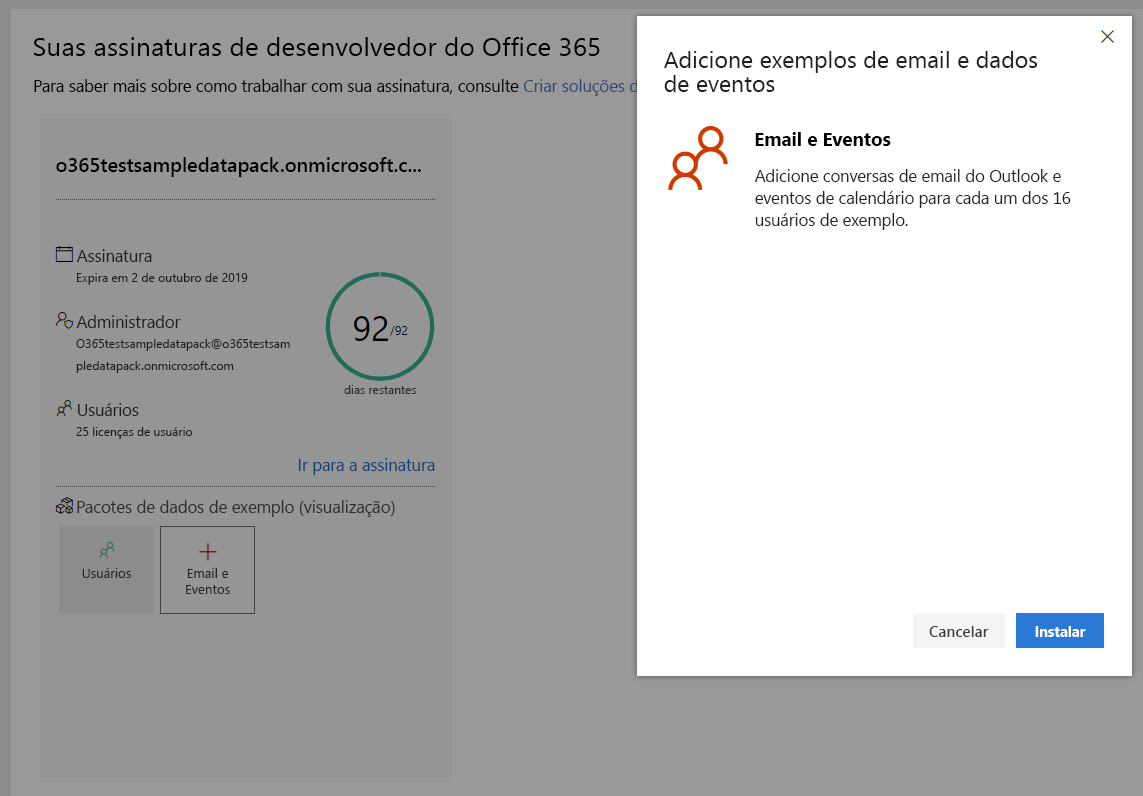 Suas assinaturas de desenvolvedor do Office 365
Para saber mais sobre como trabalhar com sua assinatura, consulte Criar soluções d
o365testsampledatapack.onmicrosoft.c...
Assinatura
Expira em 2 de outubro de 2019
Administrador
O365testsampledatapack@o365testsam
pledatapack.onmicrosoft.com
92/92
dias restantes
Usuários
25 licenças de usuário
Ir para a assinatura
Pacotes de dados de exemplo (visualização)
Usuários
Email e
Eventos
Adicione exemplos de email e dados
de eventos
Email e Eventos
Adicione conversas de email do Outlook e
eventos de calendário para cada um dos 16
usuários de exemplo.
Cancelar
Instalar